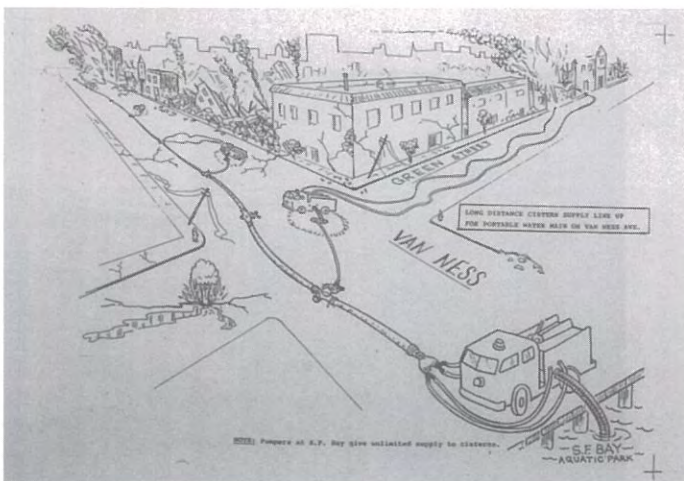 GREEN STREET
LONG DISTANCE CISTERN SUPPLY LINE UP
FOR PORTABLE WATER MAIN ON VAN NESS AVE.
VAN NESS
NOTE: Pumpers at S.F. Bay give unlimited supply to cisterns.
S.F. BAY
AQUATIC PARK